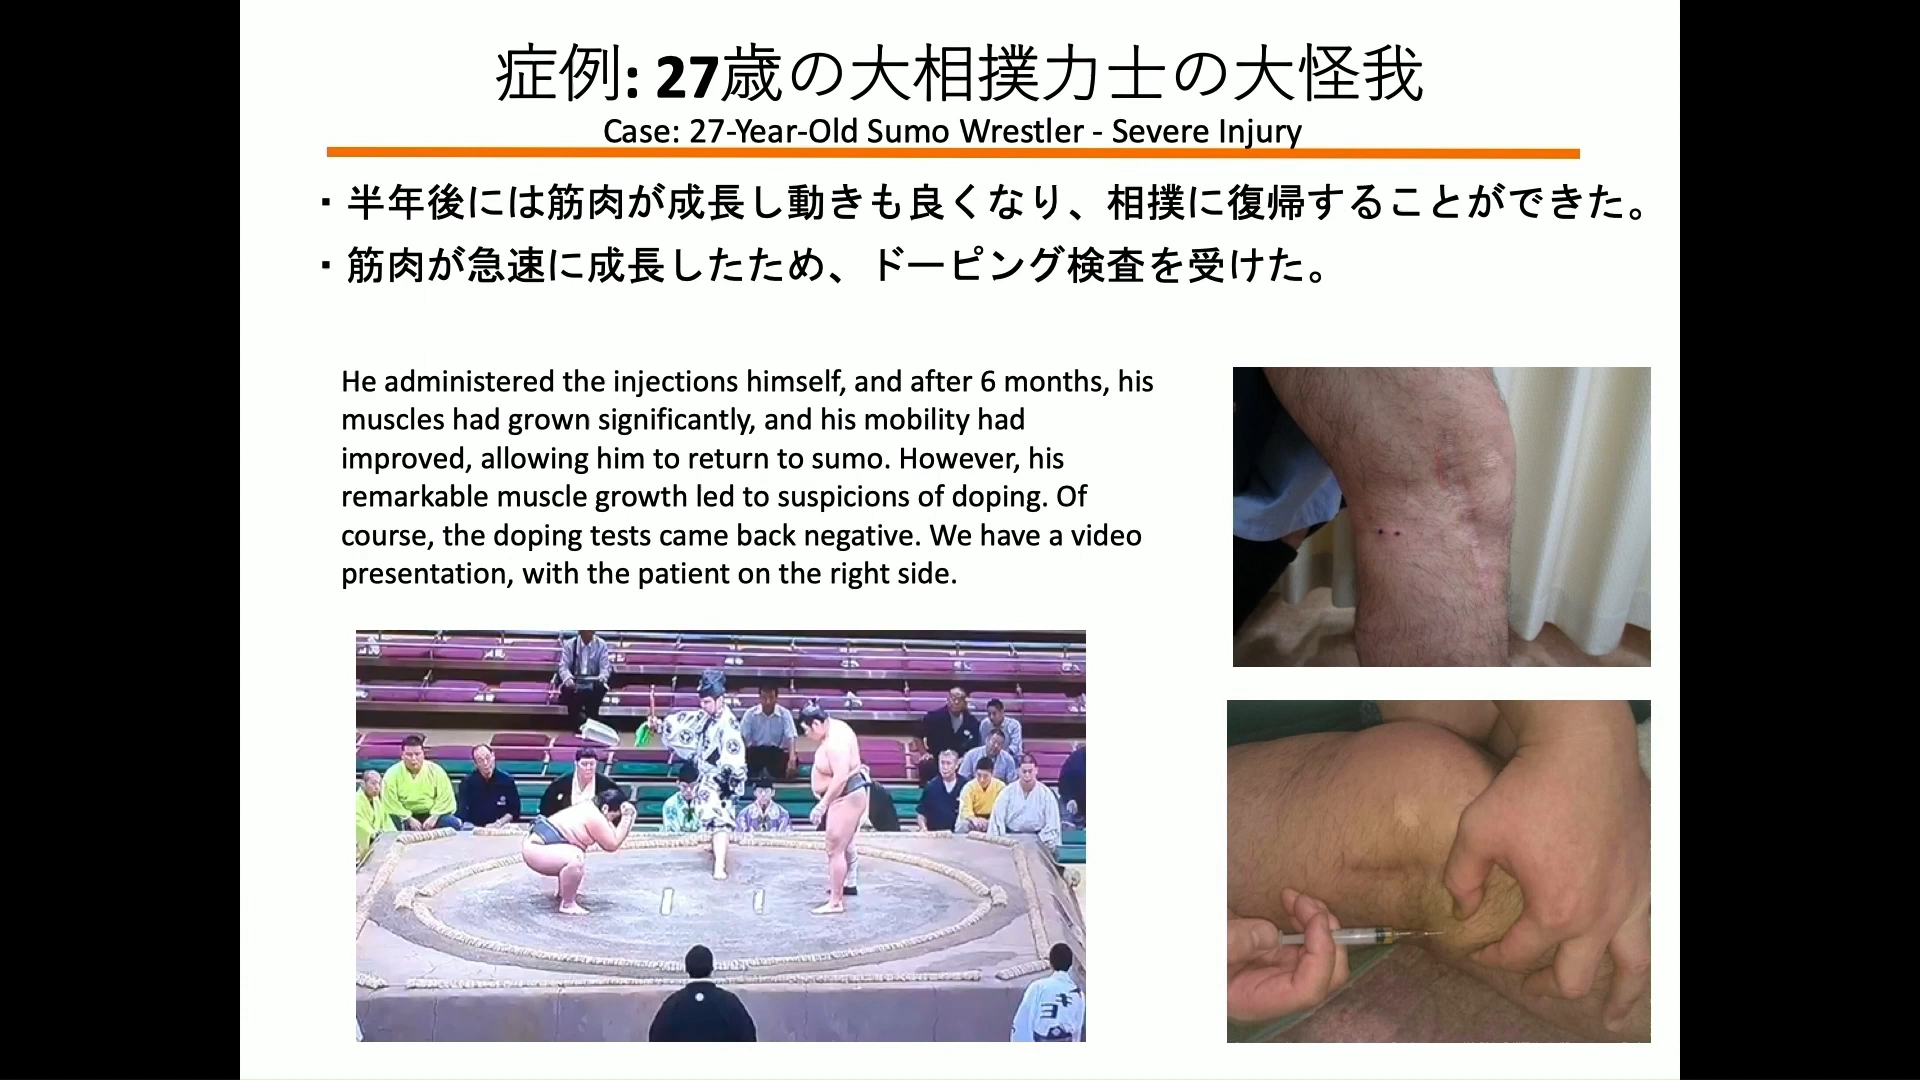 症例: 27歳の大相撲力士の大怪我
Case: 27-Year-Old Sumo Wrestler - Severe Injury
・半年後には筋肉が成長し動きも良くなり、相撲に復帰することができた。
・筋肉が急速に成長したため、ドーピング検査を受けた。
He administered the injections himself, and after 6 months, his
muscles had grown significantly, and his mobility had
improved, allowing him to return to sumo. However, his
remarkable muscle growth led to suspicions of doping. Of
course, the doping tests came back negative. We have a video
presentation, with the patient on the right side.
キヨ